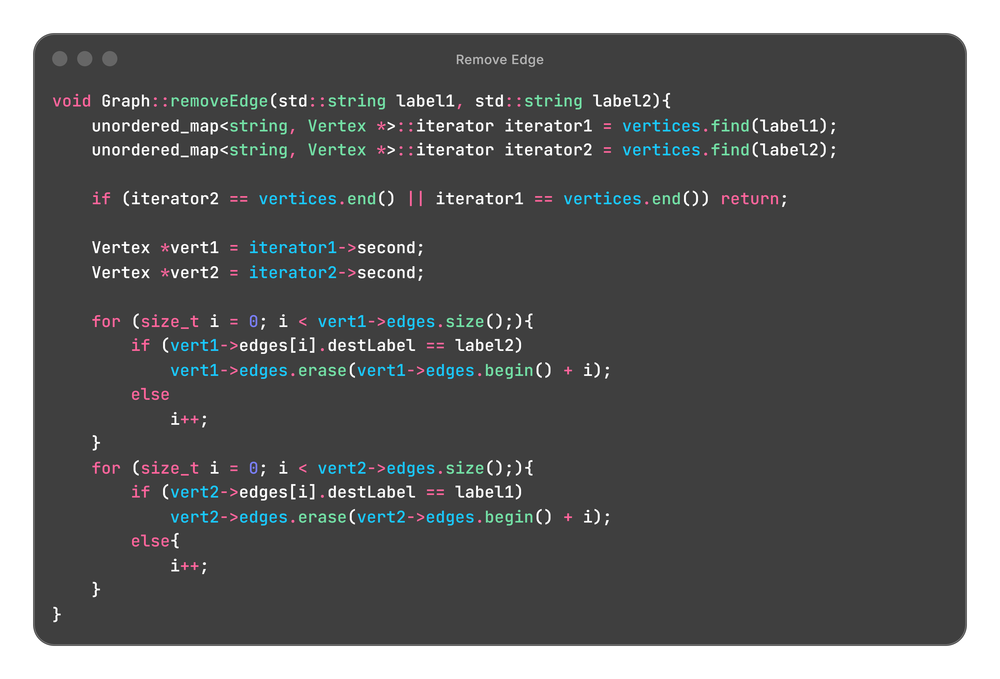 Remove Edge
void Graph::removeEdge(std::string label1, std::string label2){
    unordered_map<string, Vertex *>::iterator iterator1 = vertices.find(label1);
    unordered_map<string, Vertex *>::iterator iterator2 = vertices.find(label2);

    if (iterator2 == vertices.end() || iterator1 == vertices.end()) return;

    Vertex *vert1 = iterator1->second;
    Vertex *vert2 = iterator2->second;

    for (size_t i = 0; i < vert1->edges.size();){
        if (vert1->edges[i].destLabel == label2)
            vert1->edges.erase(vert1->edges.begin() + i);
        else
            i++;
    }
    for (size_t i = 0; i < vert2->edges.size();){
        if (vert2->edges[i].destLabel == label1)
            vert2->edges.erase(vert2->edges.begin() + i);
        else{
            i++;
    }
}